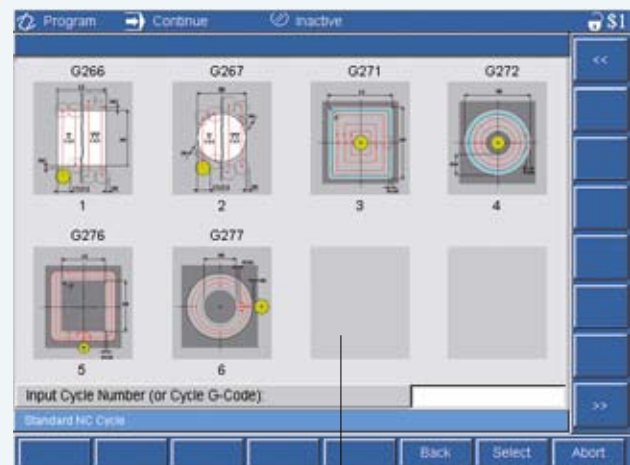 Program Continue Inactive $1
<<
G266 G267 G271 G272
1 2 3 4
G276 G277
5 6
Input Cycle Number (or Cycle G-Code):
Standard NC Cycle
>>
Back Select Abort